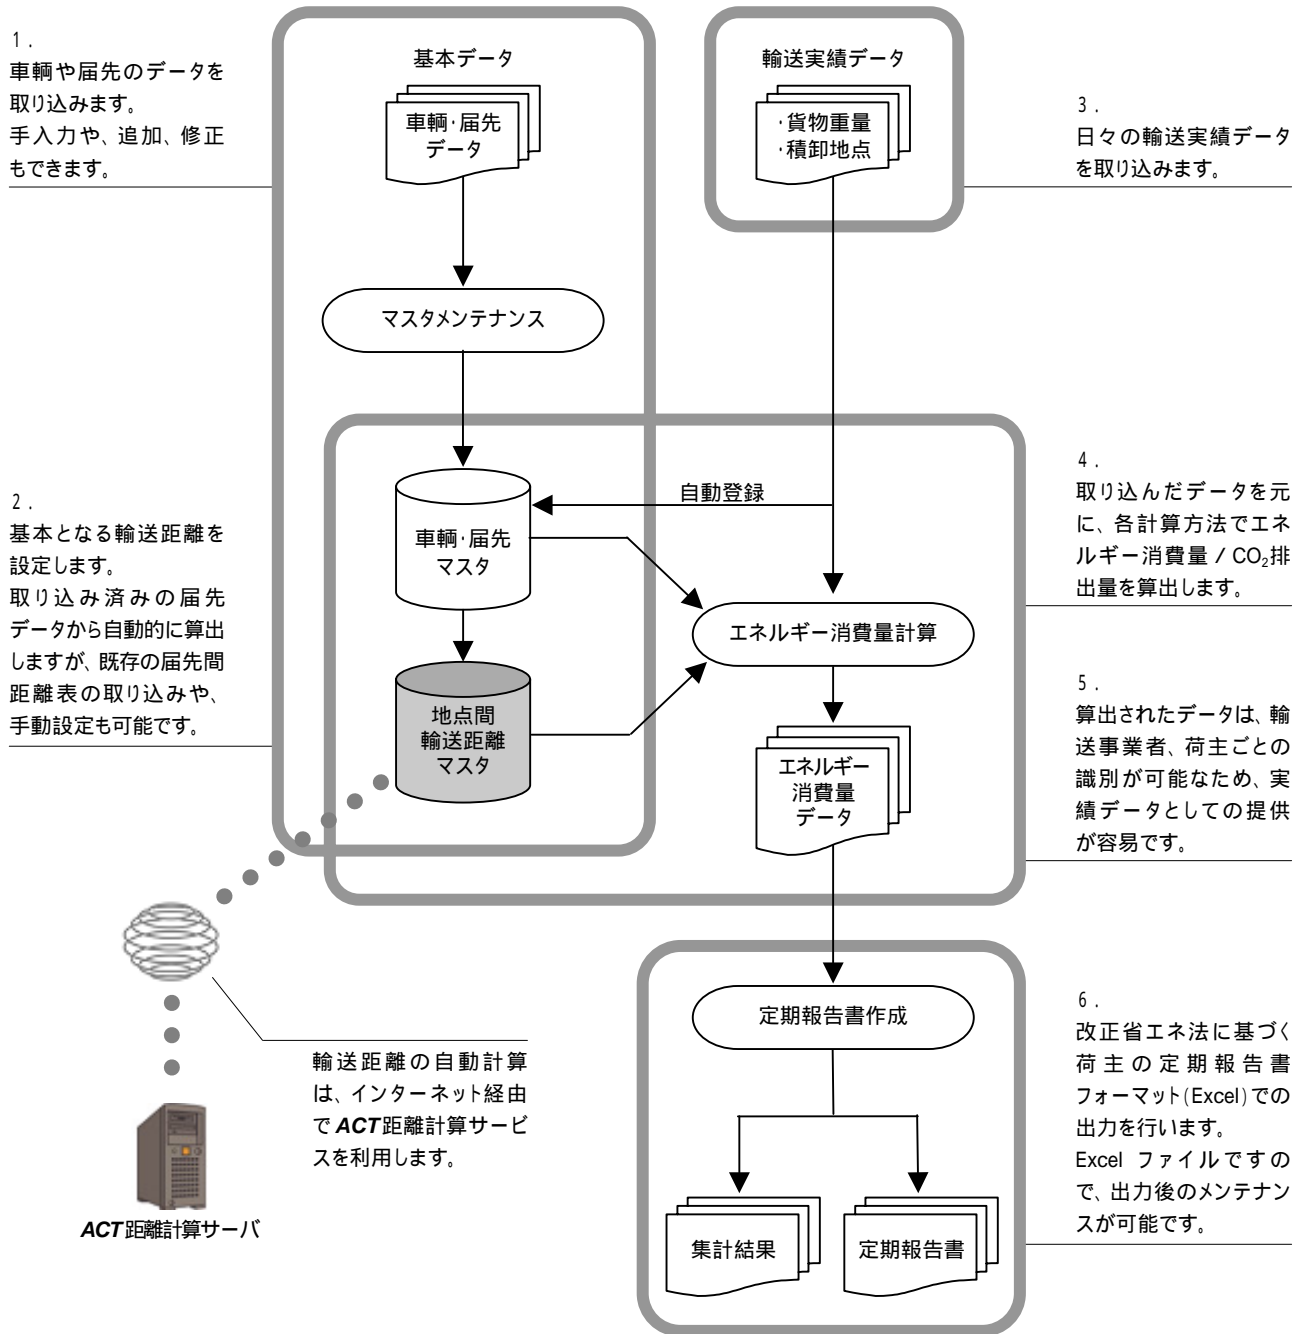 1.
車輌や届先のデータを
取り込みます。
手入力や、追加、修正
もできます。
基本データ
車輌・届先
データ
マスタメンテナンス
輸送実績データ
・貨物重量
・積卸地点
3.
日々の輸送実績データ
を取り込みます。
2.
基本となる輸送距離を
設定します。
取り込み済みの届先
データから自動的に算出
しますが、既存の届先間
距離表の取り込みや、
手動設定も可能です。
車輌・届先
マスタ
自動登録
地点間
輸送距離
マスタ
エネルギー消費量計算
エネルギー
消費量
データ
4.
取り込んだデータを元
に、各計算方法でエネ
ルギー消費量/CO₂排
出量を算出します。
5.
算出されたデータは、輸
送事業者、荷主ごとの
識別が可能なため、実
績データとしての提供
が容易です。
輸送距離の自動計算
は、インターネット経由
でACT距離計算サービ
スを利用します。
ACT距離計算サーバ
定期報告書作成
集計結果
定期報告書
6.
改正省エネ法に基づく
荷主の定期報告書
フォーマット(Excel)での
出力を行います。
Excel ファイルですの
で、出力後のメンテナン
スが可能です。